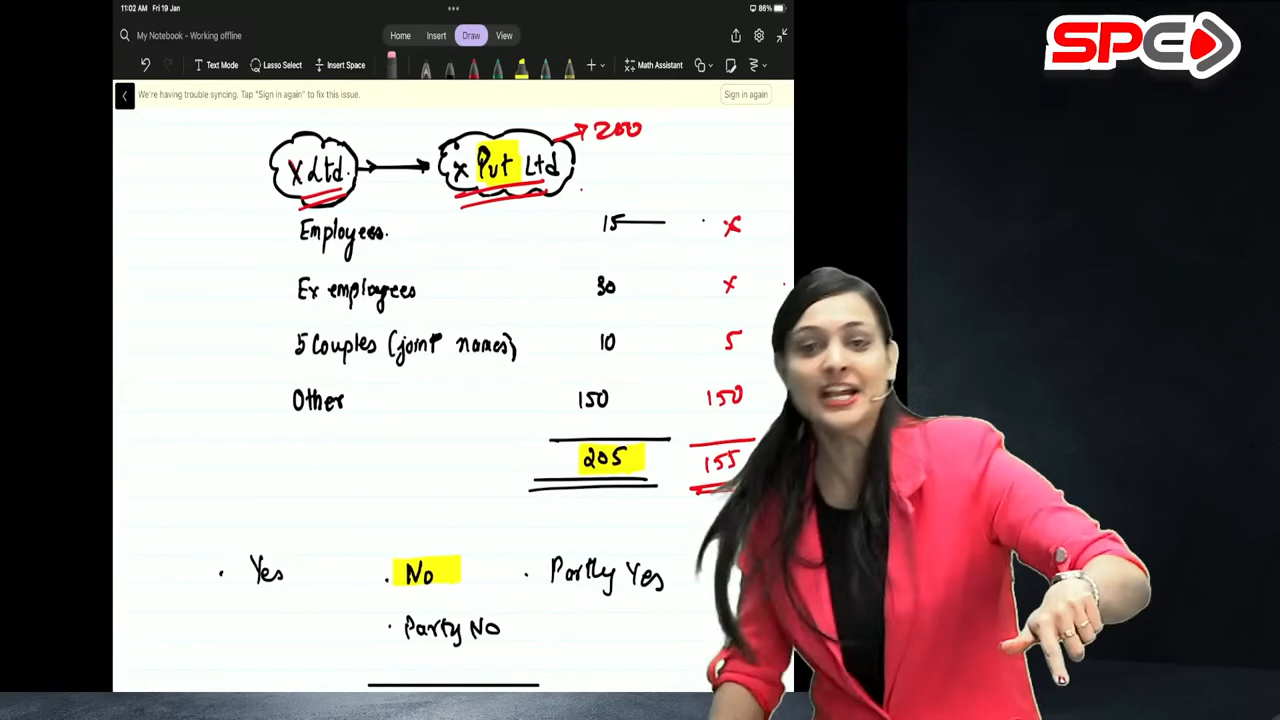 11:02 AM Fri 19 Jan
86%
SPC
My Notebook - Working offline
Home Insert Draw View
Text Mode Lasso Select Insert Space Math Assistant
We're having trouble syncing. Tap "Sign in again" to fix this issue. Sign in again
X Ltd. → X Pvt Ltd → 200
Employees. 15 x
Ex employees 30 x
5 Couples (joint names) 10 5
Other 150 150
205 155
· Yes · No · Partly Yes
· Party No